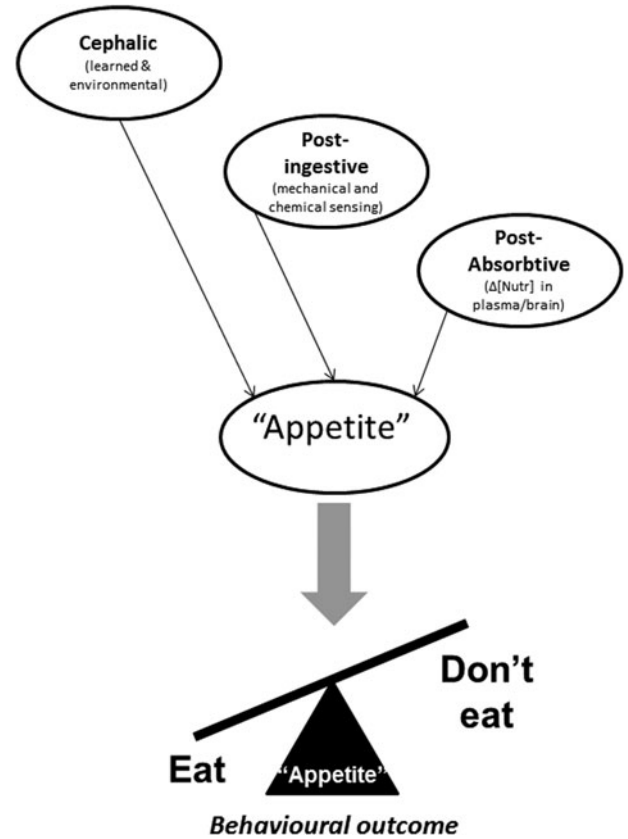 Cephalic
(learned &
environmental)
Post-
ingestive
(mechanical and
chemical sensing)
Post-
Absorbtive
(Δ[Nutr] in
plasma/brain)
“Appetite”
Don’t
eat
Eat
“Appetite”
Behavioural outcome